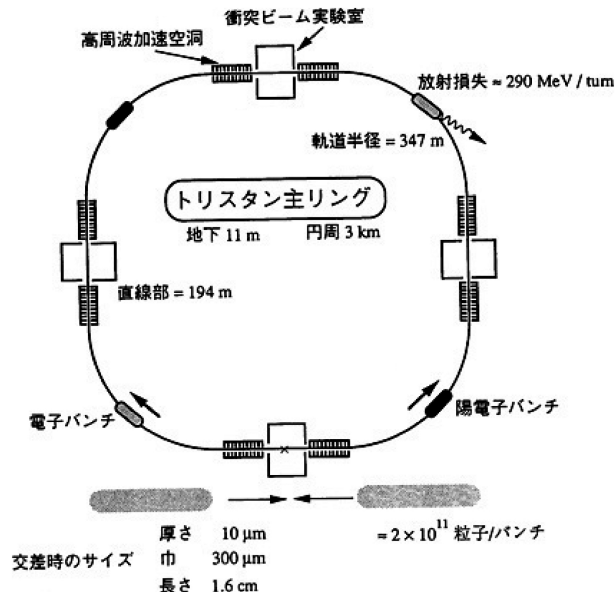 衝突ビーム実験室
高周波加速空洞
放射損失 ≈ 290 MeV / turn
軌道半径 = 347 m
トリスタン主リング
地下 11 m 円周 3 km
直線部 = 194 m
電子バンチ
陽電子バンチ
厚さ 10 μm
≈ 2 × 10¹¹ 粒子/バンチ
交差時のサイズ 巾 300 μm
長さ 1.6 cm